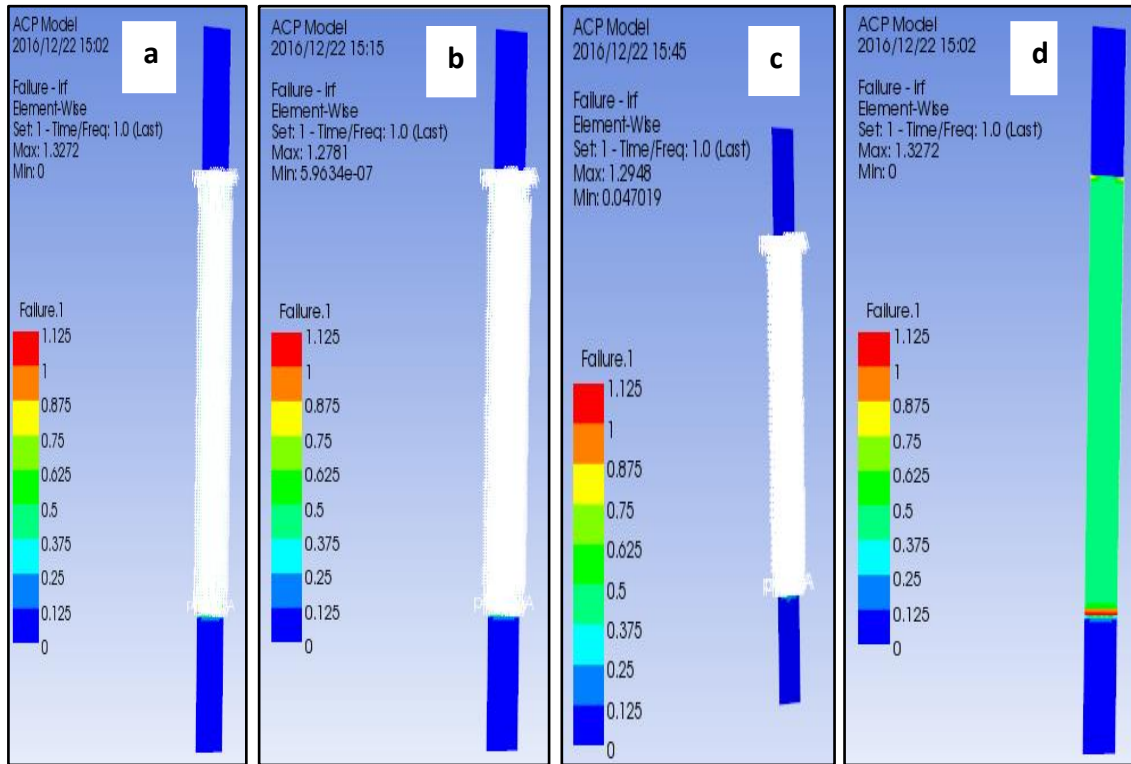 ACP Model
2016/12/22 15:02
a
Failure - Irf
Element-Wise
Set: 1 - Time/Freq: 1.0 (Last)
Max: 1.3272
Min: 0
Failure.1
1.125
1
0.875
0.75
0.625
0.5
0.375
0.25
0.125
0
ACP Model
2016/12/22 15:15
b
Failure - Irf
Element-Wise
Set: 1 - Time/Freq: 1.0 (Last)
Max: 1.2781
Min: 5.9634e-07
Failure.1
1.125
1
0.875
0.75
0.625
0.5
0.375
0.25
0.125
0
ACP Model
2016/12/22 15:45
c
Failure - Irf
Element-Wise
Set: 1 - Time/Freq: 1.0 (Last)
Max: 1.2948
Min: 0.047019
Failure.1
1.125
1
0.875
0.75
0.625
0.5
0.375
0.25
0.125
0
ACP Model
2016/12/22 15:02
d
Failure - Irf
Element-Wise
Set: 1 - Time/Freq: 1.0 (Last)
Max: 1.3272
Min: 0
Failure.1
1.125
1
0.875
0.75
0.625
0.5
0.375
0.25
0.125
0